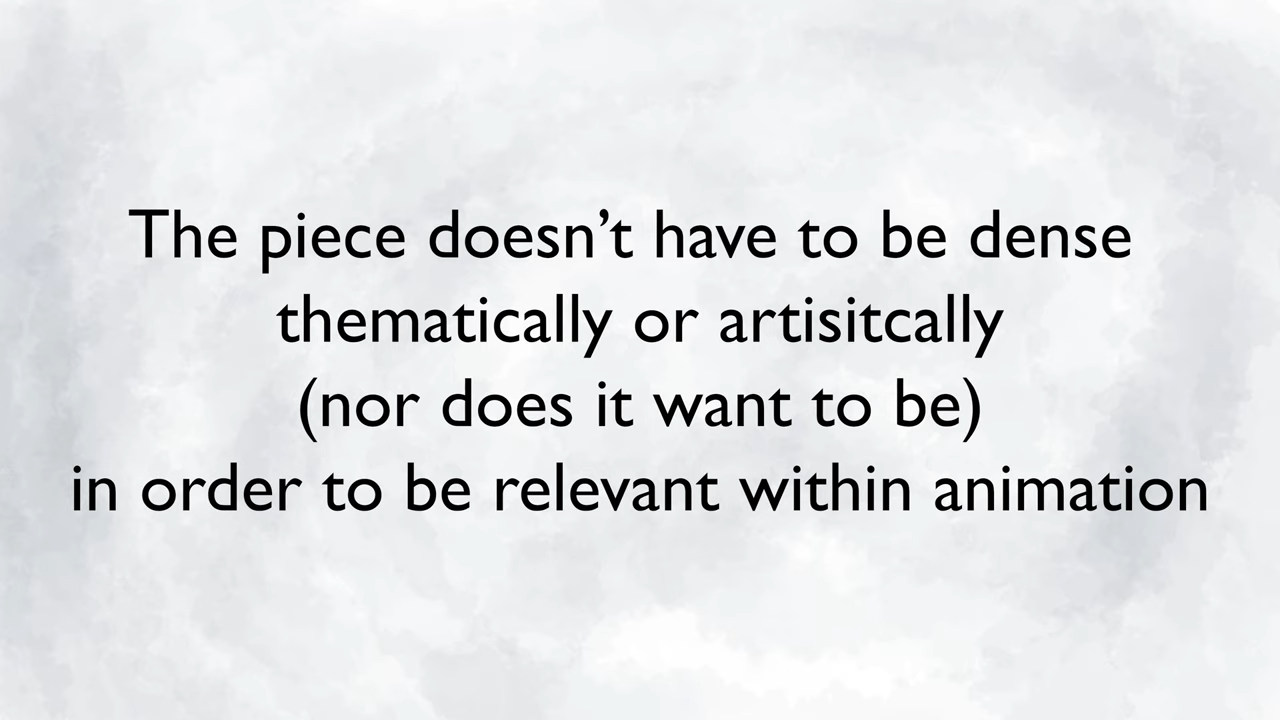 The piece doesn’t have to be dense
thematically or artisitcally
(nor does it want to be)
in order to be relevant within animation